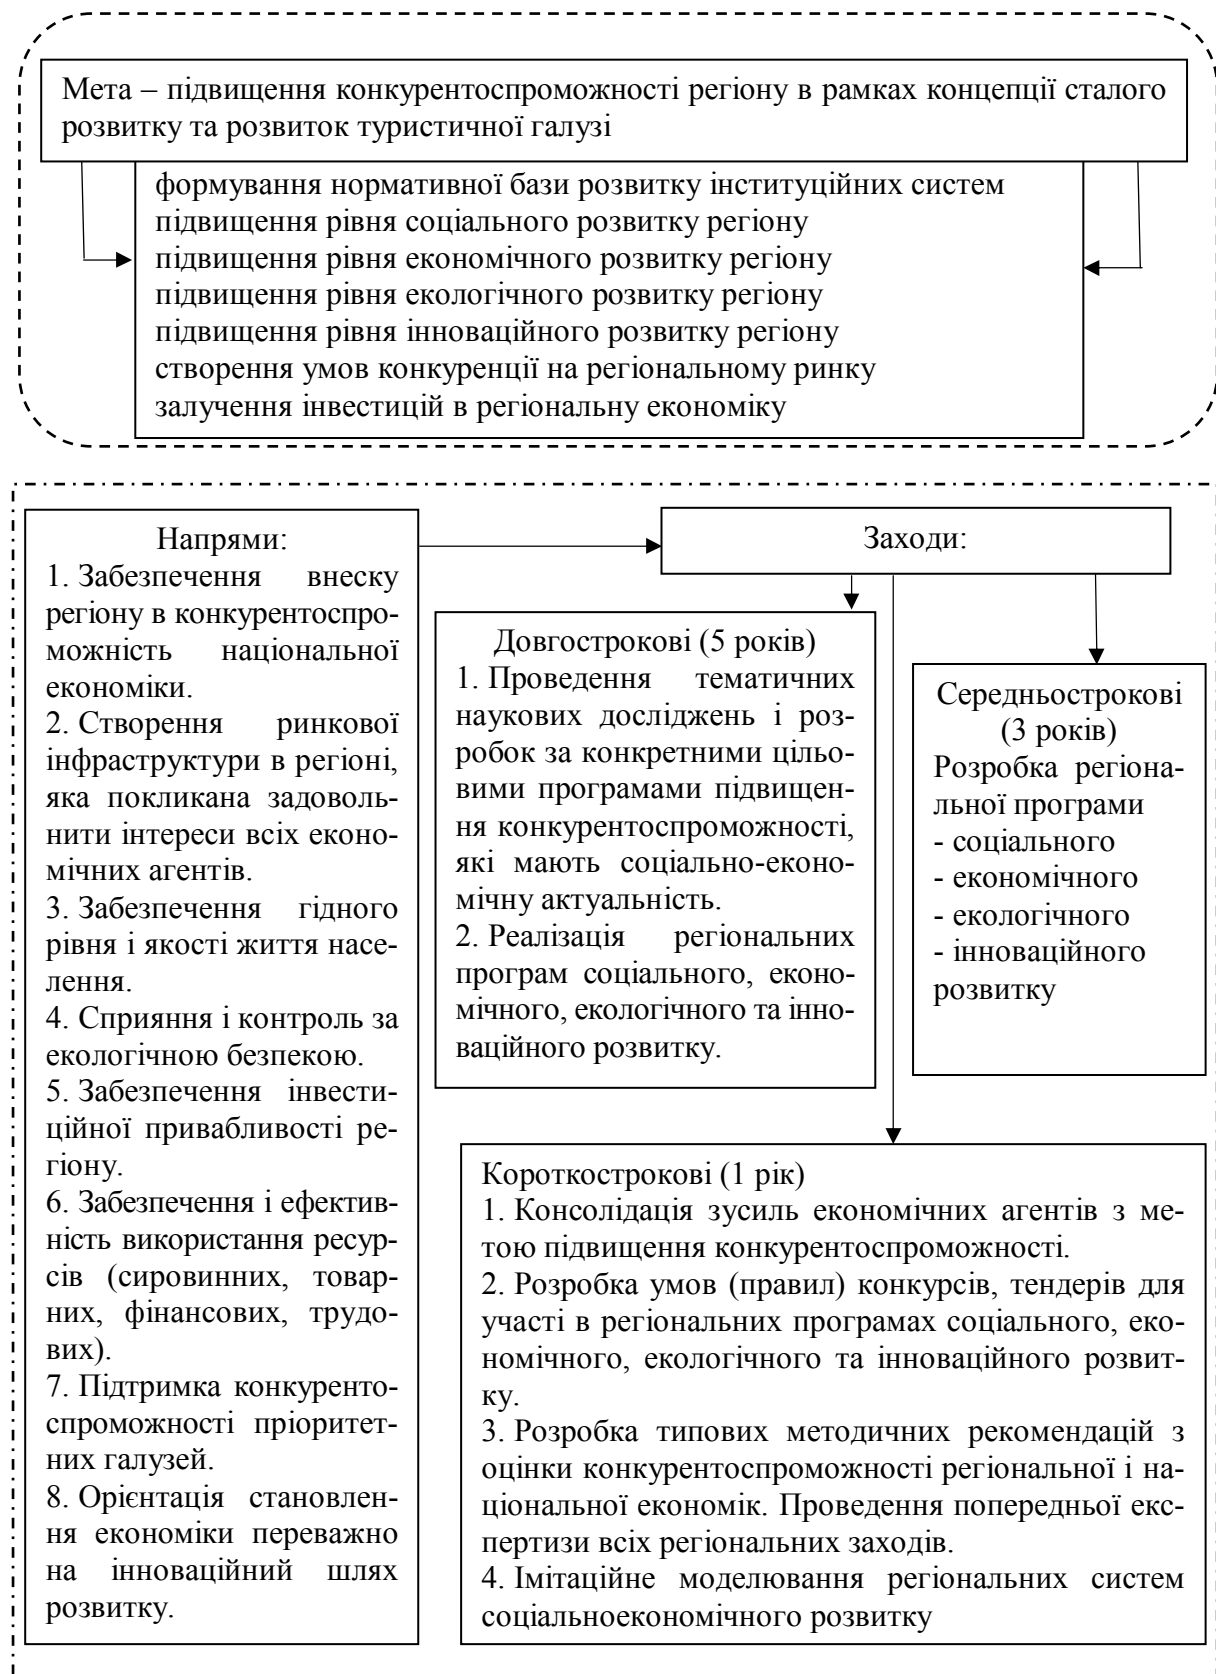 Мета – підвищення конкурентоспроможності регіону в рамках концепції сталого
розвитку та розвиток туристичної галузі
формування нормативної бази розвитку інституційних систем
підвищення рівня соціального розвитку регіону
підвищення рівня економічного розвитку регіону
підвищення рівня екологічного розвитку регіону
підвищення рівня інноваційного розвитку регіону
створення умов конкуренції на регіональному ринку
залучення інвестицій в регіональну економіку
Напрями:
1. Забезпечення внеску
регіону в конкурентоспро-
можність національної
економіки.
2. Створення ринкової
інфраструктури в регіоні,
яка покликана задоволь-
нити інтереси всіх еконо-
мічних агентів.
3. Забезпечення гідного
рівня і якості життя насе-
лення.
4. Сприяння і контроль за
екологічною безпекою.
5. Забезпечення інвести-
ційної привабливості ре-
гіону.
6. Забезпечення і ефектив-
ність використання ресур-
сів (сировинних, товар-
них, фінансових, трудо-
вих).
7. Підтримка конкуренто-
спроможності пріоритет-
них галузей.
8. Орієнтація становлен-
ня економіки переважно
на інноваційний шлях
розвитку.
Заходи:
Довгострокові (5 років)
1. Проведення тематичних
наукових досліджень і роз-
робок за конкретними цільо-
вими програмами підвищен-
ня конкурентоспроможності,
які мають соціально-еконо-
мічну актуальність.
2. Реалізація регіональних
програм соціального, еконо-
мічного, екологічного та інно-
ваційного розвитку.
Середньострокові
(3 років)
Розробка регіона-
льної програми
- соціального
- економічного
- екологічного
- інноваційного
розвитку
Короткострокові (1 рік)
1. Консолідація зусиль економічних агентів з ме-
тою підвищення конкурентоспроможності.
2. Розробка умов (правил) конкурсів, тендерів для
участі в регіональних програмах соціального, еко-
номічного, екологічного та інноваційного розвит-
ку.
3. Розробка типових методичних рекомендацій з
оцінки конкурентоспроможності регіональної і на-
ціональної економік. Проведення попередньої екс-
пертизи всіх регіональних заходів.
4. Імітаційне моделювання регіональних систем
соціальноекономічного розвитку